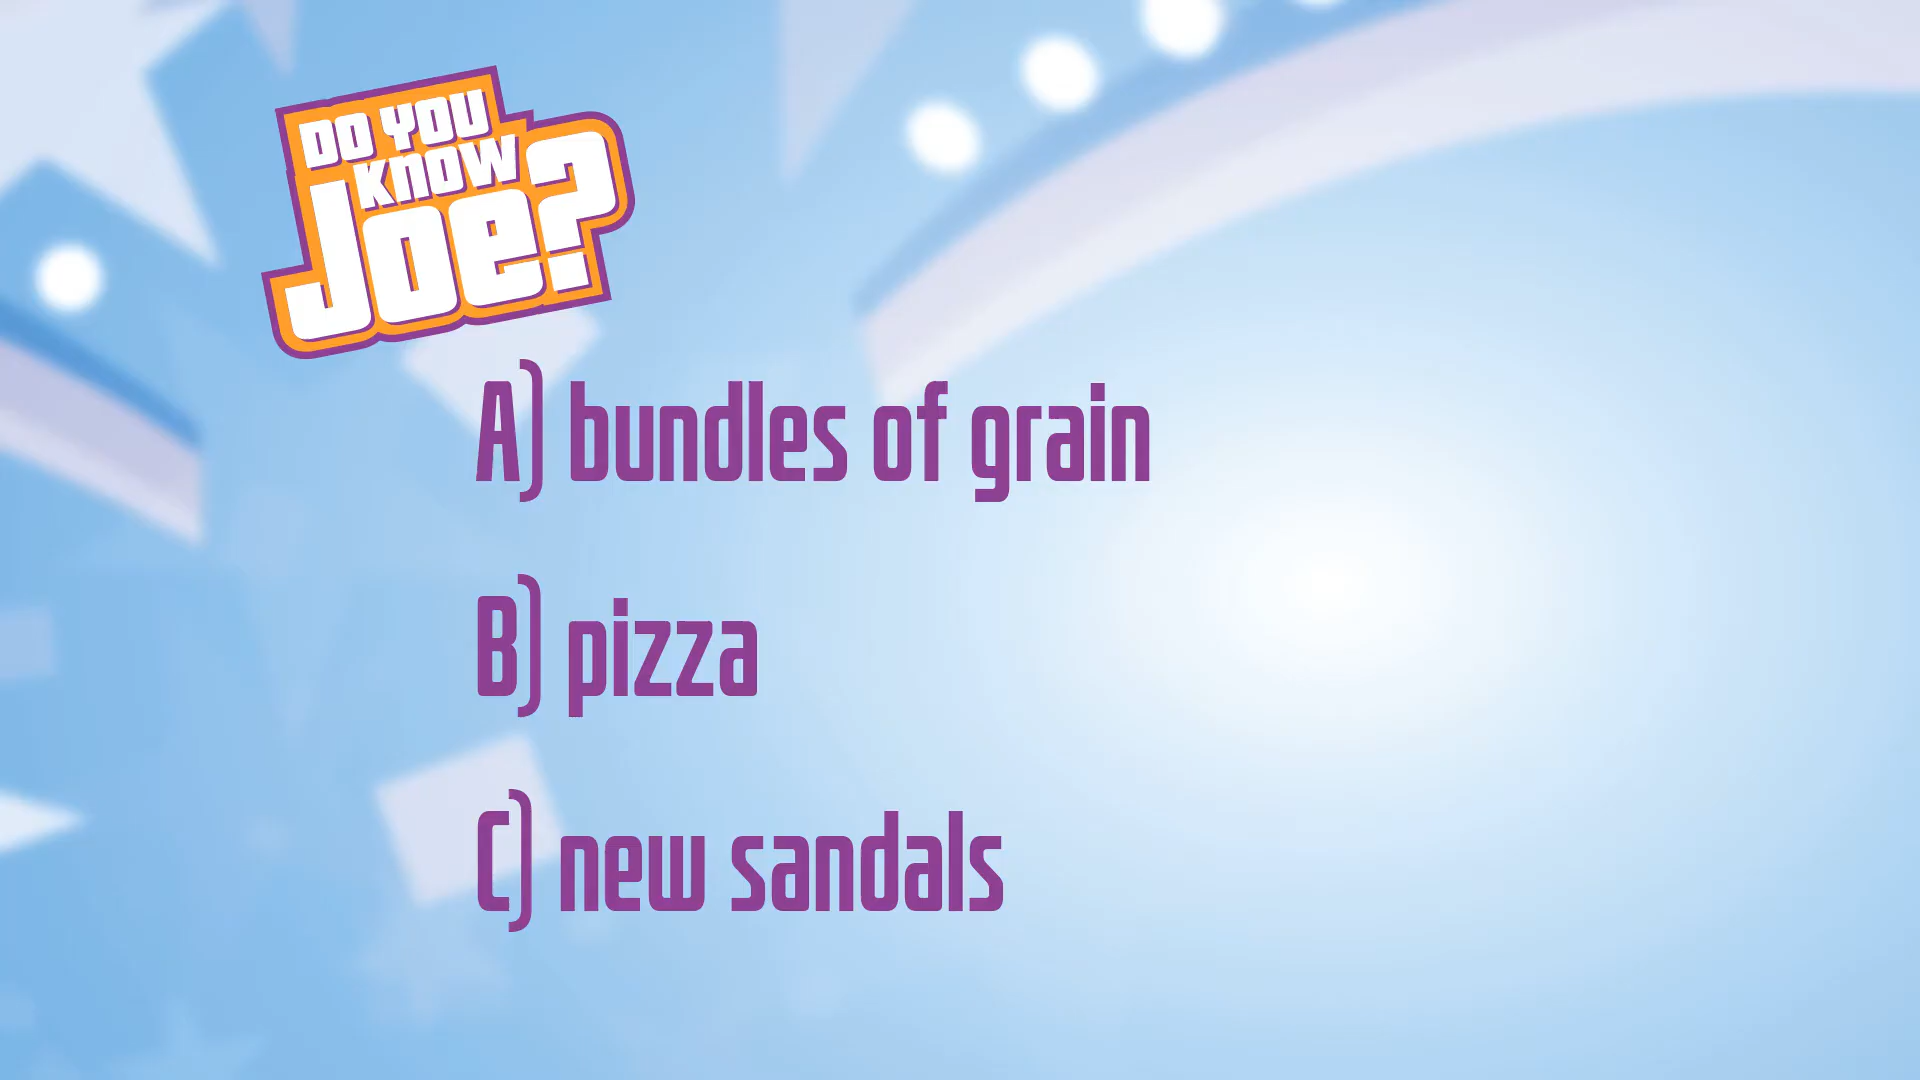 DO YOU
KNOW
Joe?
A) bundles of grain
B) pizza
C) new sandals